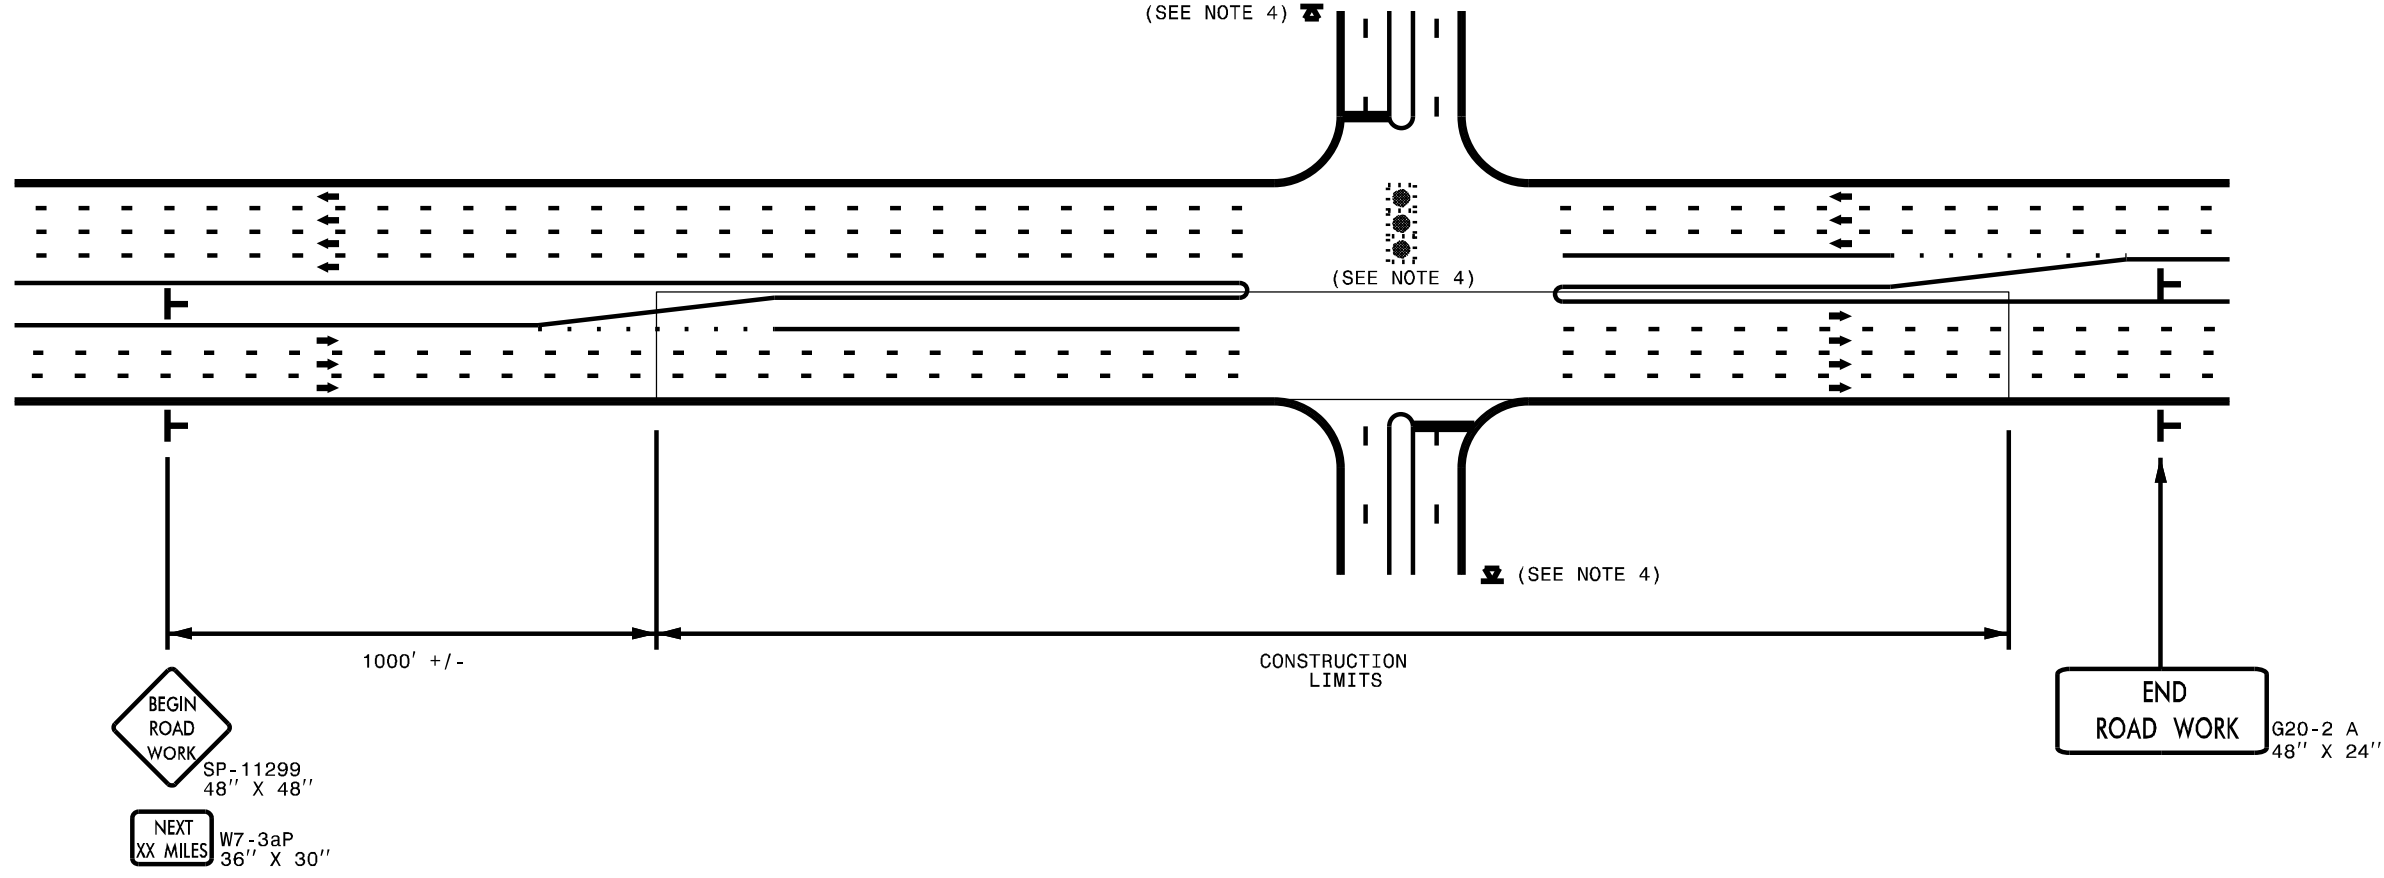 (SEE NOTE 4)
(SEE NOTE 4)
(SEE NOTE 4)
1000' +/-
CONSTRUCTION
LIMITS
BEGIN
ROAD
WORK
SP-11299
48'' X 48''
NEXT
XX MILES
W7-3aP
36'' X 30''
END
ROAD WORK
G20-2 A
48'' X 24''